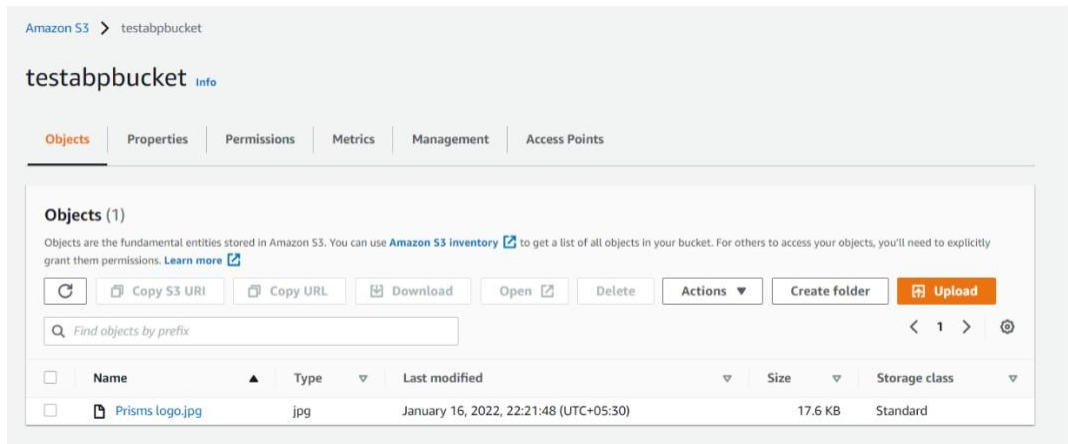 Amazon S3 > testabpbucket
testabpbucket Info
Objects Properties Permissions Metrics Management Access Points
Objects (1)
Objects are the fundamental entities stored in Amazon S3. You can use Amazon S3 inventory to get a list of all objects in your bucket. For others to access your objects, you'll need to explicitly
grant them permissions. Learn more
Copy S3 URI Copy URL Download Open Delete Actions Create folder Upload
Find objects by prefix < 1 >
Name Type Last modified Size Storage class
Prisms logo.jpg jpg January 16, 2022, 22:21:48 (UTC+05:30) 17.6 KB Standard